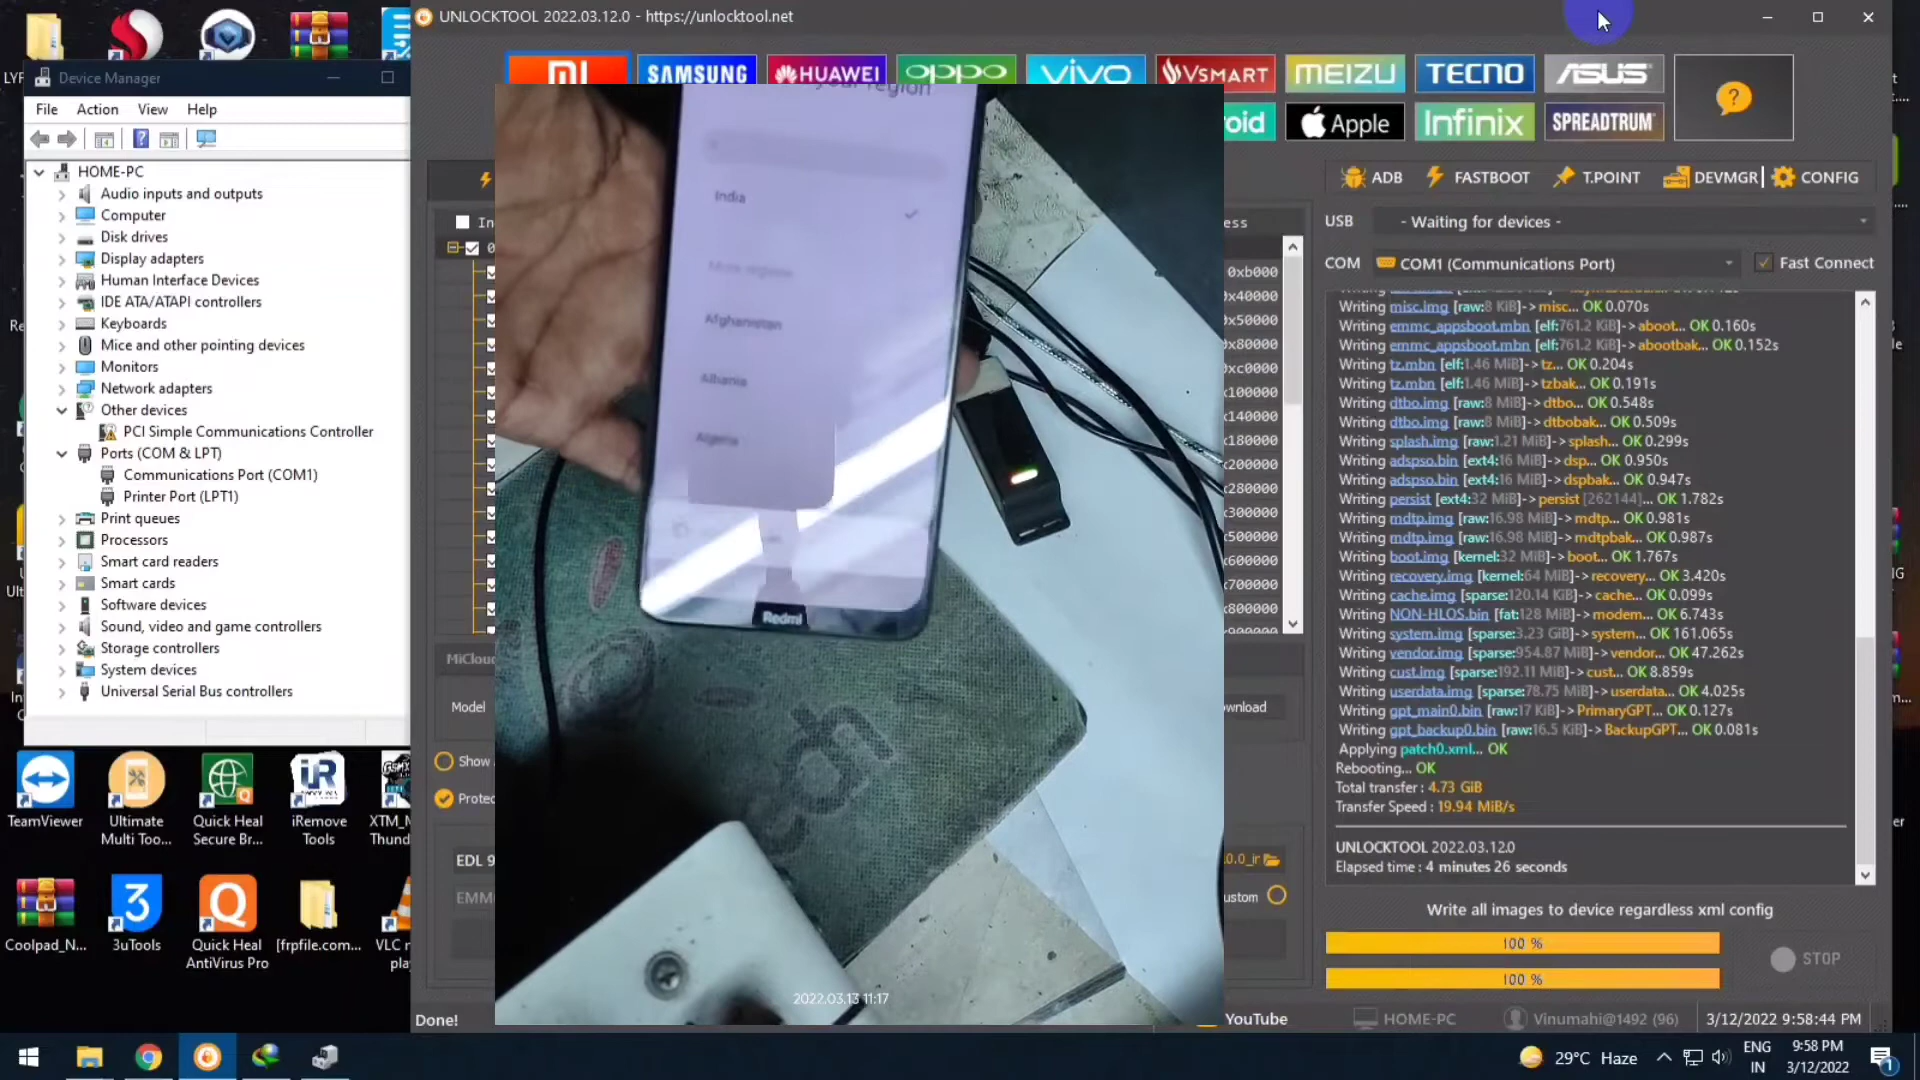 UNLOCKTOOL 2022.03.12.0 - https://unlocktool.net
Device Manager
File Action View Help
HOME-PC
Audio inputs and outputs
Computer
Disk drives
Display adapters
Human Interface Devices
IDE ATA/ATAPI controllers
Keyboards
Mice and other pointing devices
Monitors
Network adapters
Other devices
PCI Simple Communications Controller
Ports (COM & LPT)
Communications Port (COM1)
Printer Port (LPT1)
Print queues
Processors
Smart card readers
Smart cards
Software devices
Sound, video and game controllers
Storage controllers
System devices
Universal Serial Bus controllers
TeamViewer
Ultimate Multi Too...
Quick Heal Secure Br...
iRemove Tools
Coolpad_N...
3uTools
Quick Heal AntiVirus Pro
[frpfile.com...
VLC
SAMSUNG HUAWEI oppo vivo VSMART MEIZU TECNO ASUS
Apple Infinix SPREADTRUM
your region
India
More regions
Afghanistan
Albania
Algeria
Redmi
2022.03.13 11:17
ADB FASTBOOT T.POINT DEVMGR CONFIG
USB - Waiting for devices -
COM COM1 (Communications Port) Fast Connect
0xb000
x40000
x50000
x80000
xc0000
x100000
x140000
x180000
x200000
x280000
x300000
x500000
x600000
x700000
x800000
Model
Show
EDL 9
Writing misc.img [raw:8 KiB]-> misc... OK 0.070s
Writing emmc_appsboot.mbn [elf:761.2 KiB]-> aboot... OK 0.160s
Writing emmc_appsboot.mbn [elf:761.2 KiB]-> abootbak... OK 0.152s
Writing tz.mbn [elf:1.46 MiB]-> tz... OK 0.204s
Writing tz.mbn [elf:1.46 MiB]-> tzbak... OK 0.191s
Writing dtbo.img [raw:8 MiB]-> dtbo... OK 0.548s
Writing dtbo.img [raw:8 MiB]-> dtbobak... OK 0.509s
Writing splash.img [raw:1.21 MiB]-> splash... OK 0.299s
Writing adspso.bin [ext4:16 MiB]-> dsp... OK 0.950s
Writing adspso.bin [ext4:16 MiB]-> dspbak... OK 0.947s
Writing persist [ext4:32 MiB]-> persist [262144]... OK 1.782s
Writing mdtp.img [raw:16.98 MiB]-> mdtp... OK 0.981s
Writing mdtp.img [raw:16.98 MiB]-> mdtpbak... OK 0.987s
Writing boot.img [kernel:32 MiB]-> boot... OK 1.767s
Writing recovery.img [kernel:64 MiB]-> recovery... OK 3.420s
Writing cache.img [sparse:120.14 KiB]-> cache... OK 0.099s
Writing NON-HLOS.bin [fat:128 MiB]-> modem... OK 6.743s
Writing system.img [sparse:3.23 GiB]-> system... OK 161.065s
Writing vendor.img [sparse:954.87 MiB]-> vendor... OK 47.262s
Writing cust.img [sparse:192.11 MiB]-> cust... OK 8.859s
Writing userdata.img [sparse:78.75 MiB]-> userdata... OK 4.025s
Writing gpt_main0.bin [raw:17 KiB]-> PrimaryGPT... OK 0.127s
Writing gpt_backup0.bin [raw:16.5 KiB]-> BackupGPT... OK 0.081s
Applying patch0.xml... OK
Rebooting... OK
Total transfer : 4.73 GiB
Transfer Speed : 19.94 MiB/s
UNLOCKTOOL 2022.03.12.0
Elapsed time : 4 minutes 26 seconds
Write all images to device regardless xml config
100 %
100 %
STOP
Done!
YouTube HOME-PC Vinumahi@1492 (96) 3/12/2022 9:58:44 PM
29°C Haze
ENG IN
9:58 PM
3/12/2022
1